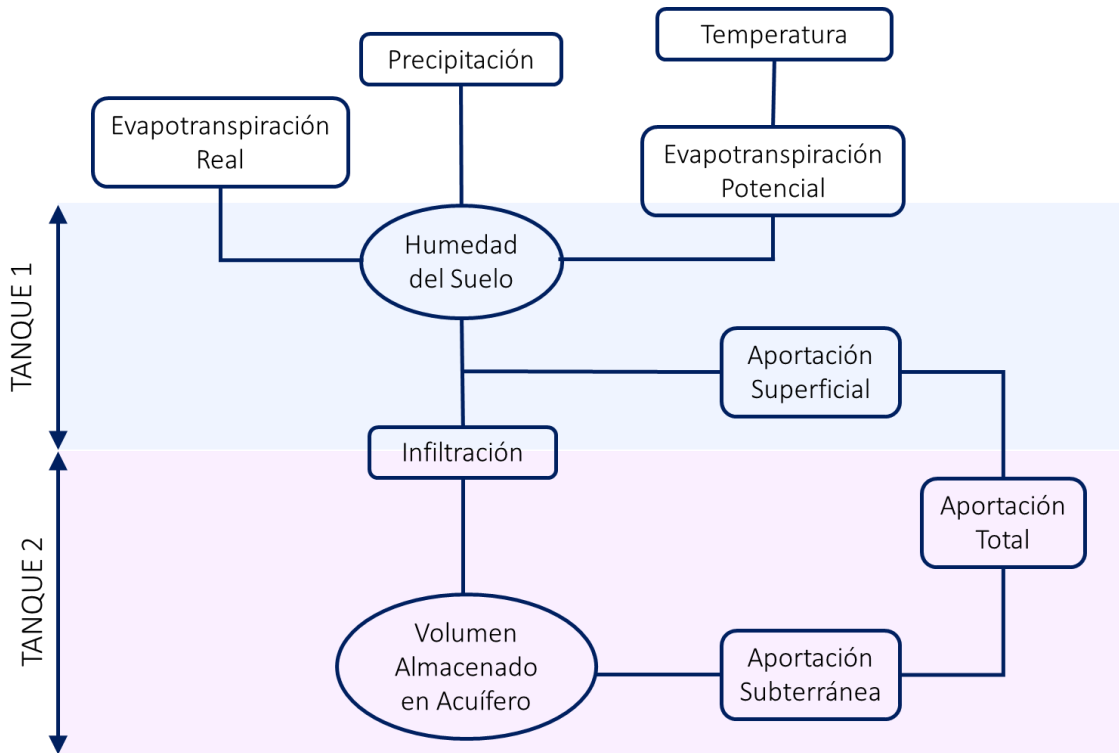 Temperatura
Precipitación
Evapotranspiración
Real
Evapotranspiración
Potencial
TANQUE 1
Humedad
del Suelo
Aportación
Superficial
Infiltración
TANQUE 2
Aportación
Total
Volumen
Almacenado
en Acuífero
Aportación
Subterránea